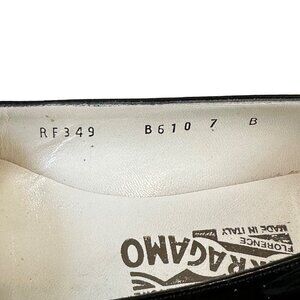 RF349 B610 7 B
FLORENCE
MADE IN ITALY
RAGAMO